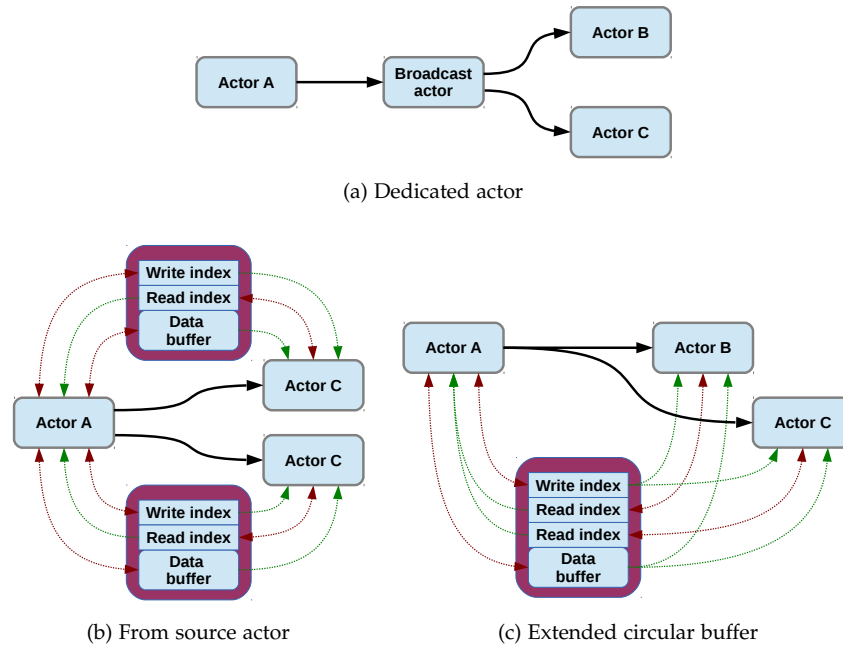 Actor A
Broadcast
actor
Actor B
Actor C
(a) Dedicated actor
Write index
Read index
Data
buffer
Actor C
Actor A
Actor C
Write index
Read index
Data
buffer
(b) From source actor
Actor A
Actor B
Actor C
Write index
Read index
Read index
Data
buffer
(c) Extended circular buffer